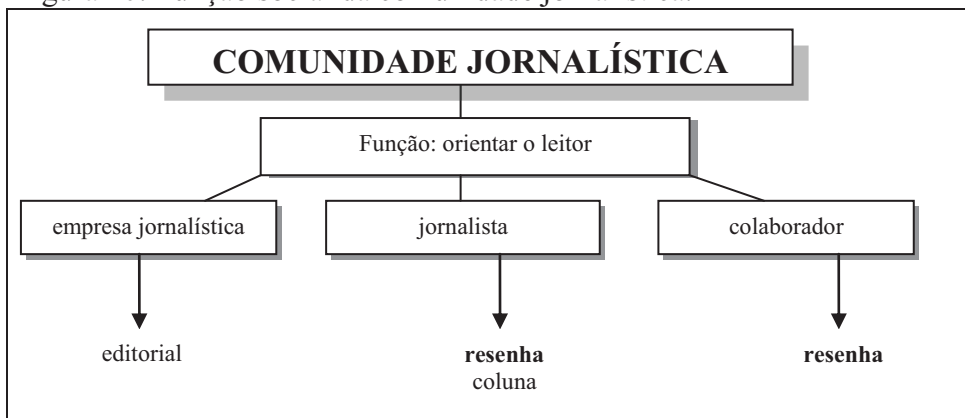 COMUNIDADE JORNALÍSTICA
Função: orientar o leitor
empresa jornalística
jornalista
colaborador
editorial
resenha
resenha
coluna